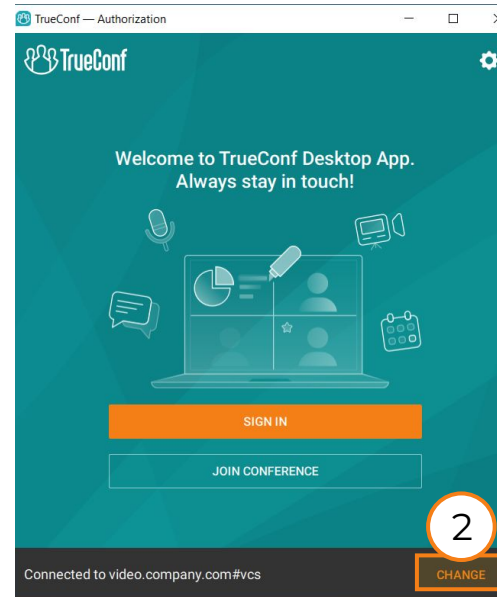 TrueConf — Authorization
TrueConf
Welcome to TrueConf Desktop App.
Always stay in touch!
SIGN IN
JOIN CONFERENCE
2
Connected to video.company.com#vcs
CHANGE